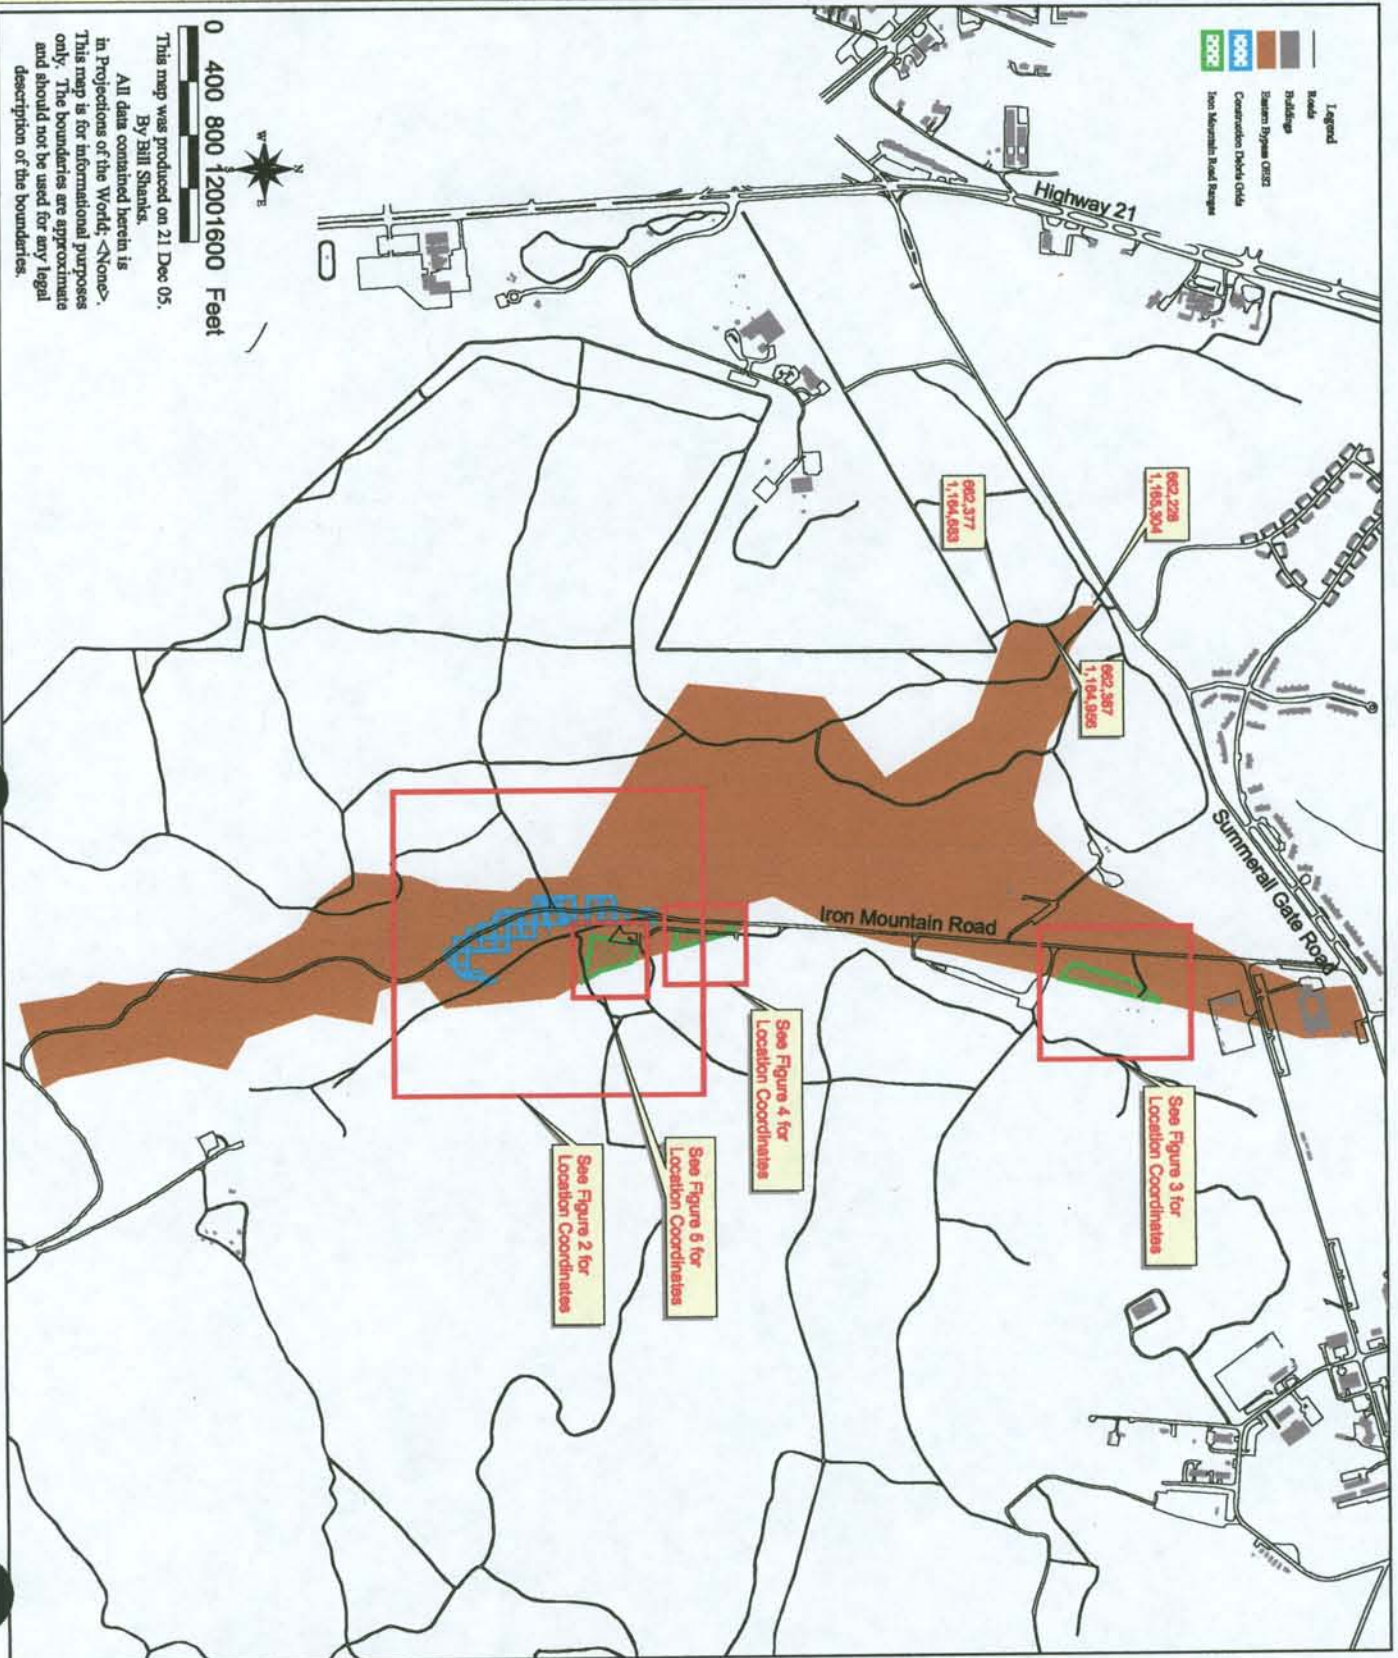 Legend
Roads
Buildings
Eastern Bypass OESS
Construction Debris Grids
Iron Mountain Road Ranges
Highway 21
Summerall Gate Road
Iron Mountain Road
662,228
1,165,304
662,377
1,164,683
662,387
1,164,956
See Figure 3 for
Location Coordinates
See Figure 4 for
Location Coordinates
See Figure 5 for
Location Coordinates
See Figure 2 for
Location Coordinates
N
W
E
S
0 400 800 1200 1600 Feet
This map was produced on 21 Dec 05.
By Bill Shanks.
All data contained herein is
in Projections of the World; <None>.
This map is for informational purposes
only. The boundaries are approximate
and should not be used for any legal
description of the boundaries.